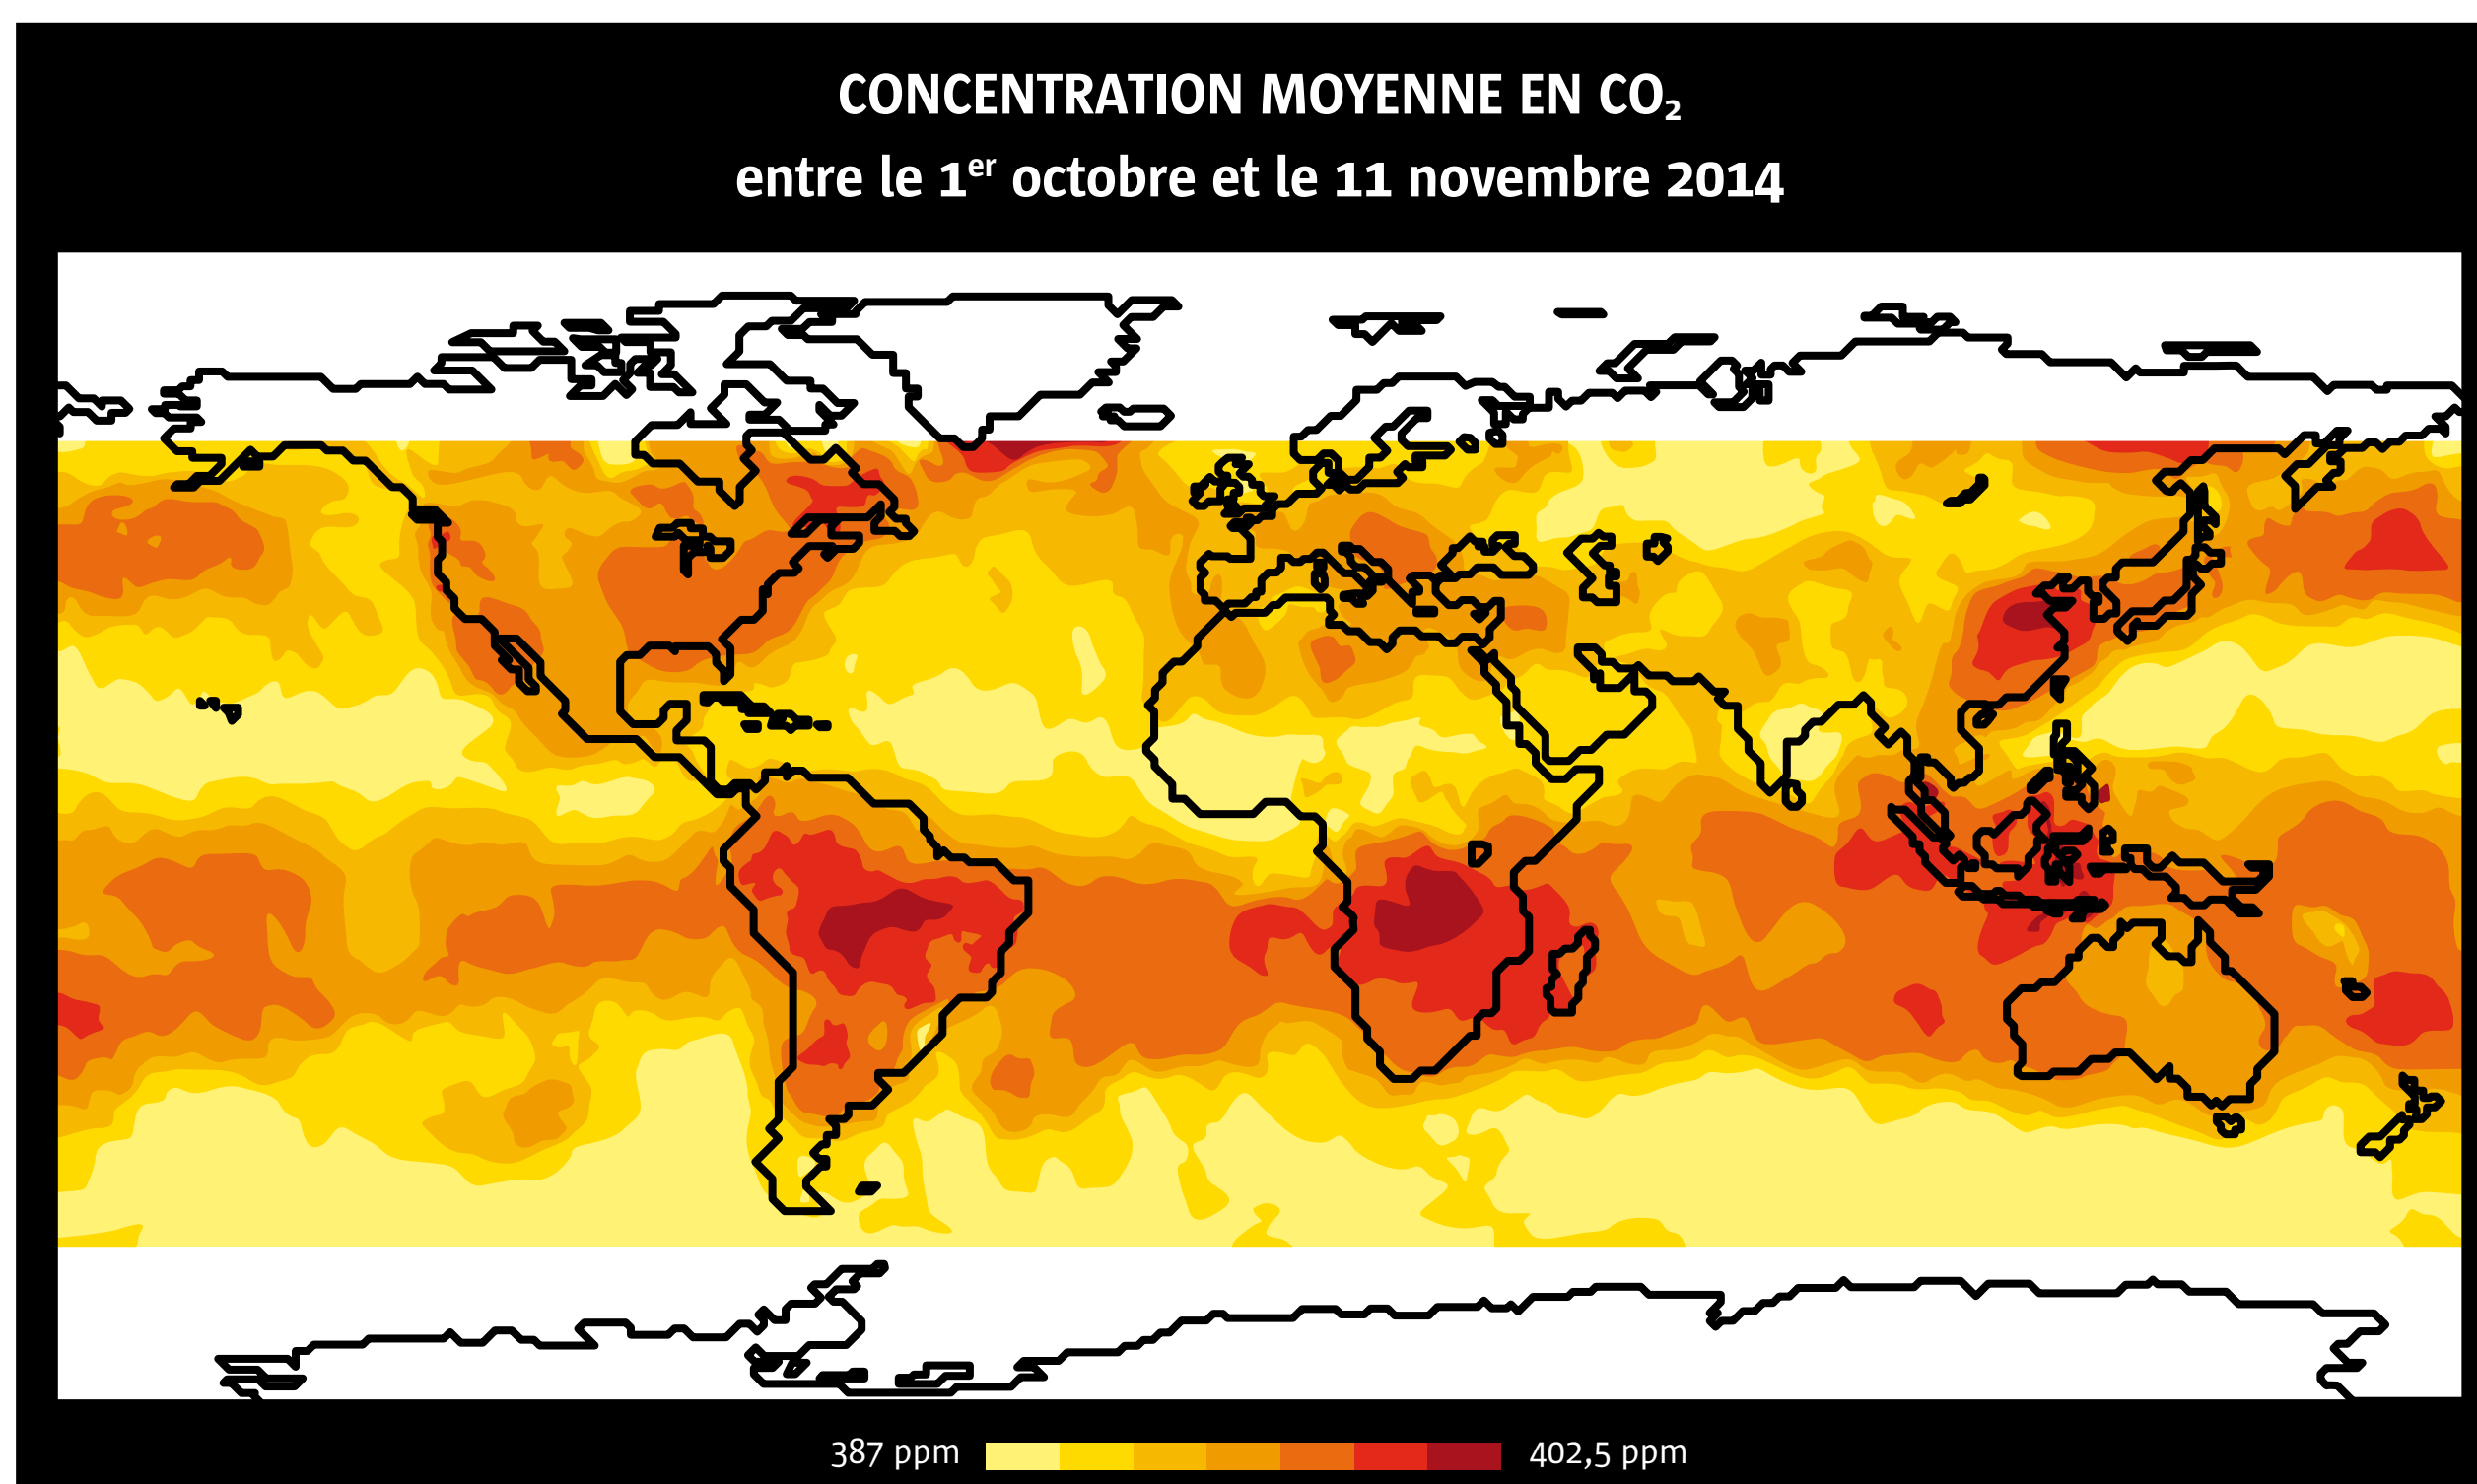 CONCENTRATION MOYENNE EN CO₂
entre le 1er octobre et le 11 novembre 2014
387 ppm 402,5 ppm